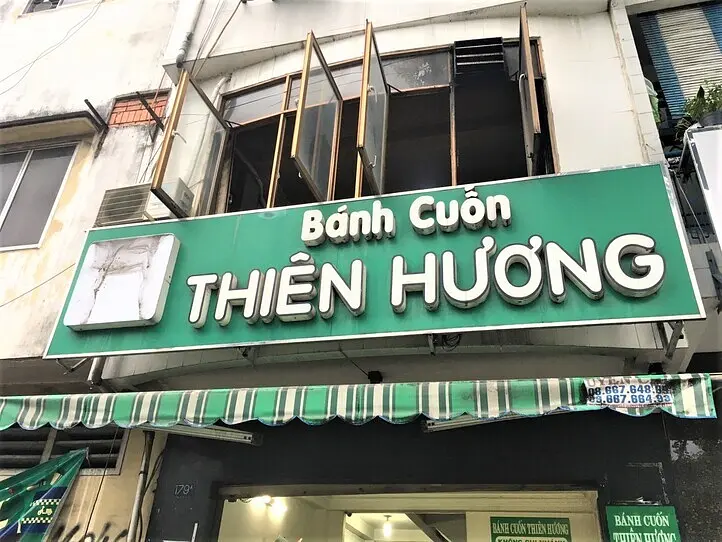 Bánh Cuốn
THIÊN HƯƠNG
179
BÁNH CUỐN THIÊN HƯƠNG
BÁNH CUỐN
THIÊN HƯƠNG